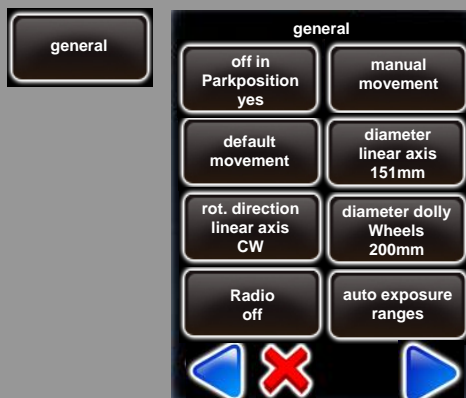 general
general
off in
Parkposition
yes
manual
movement
default
movement
diameter
linear axis
151mm
rot. direction
linear axis
CW
diameter dolly
Wheels
200mm
Radio
off
auto exposure
ranges